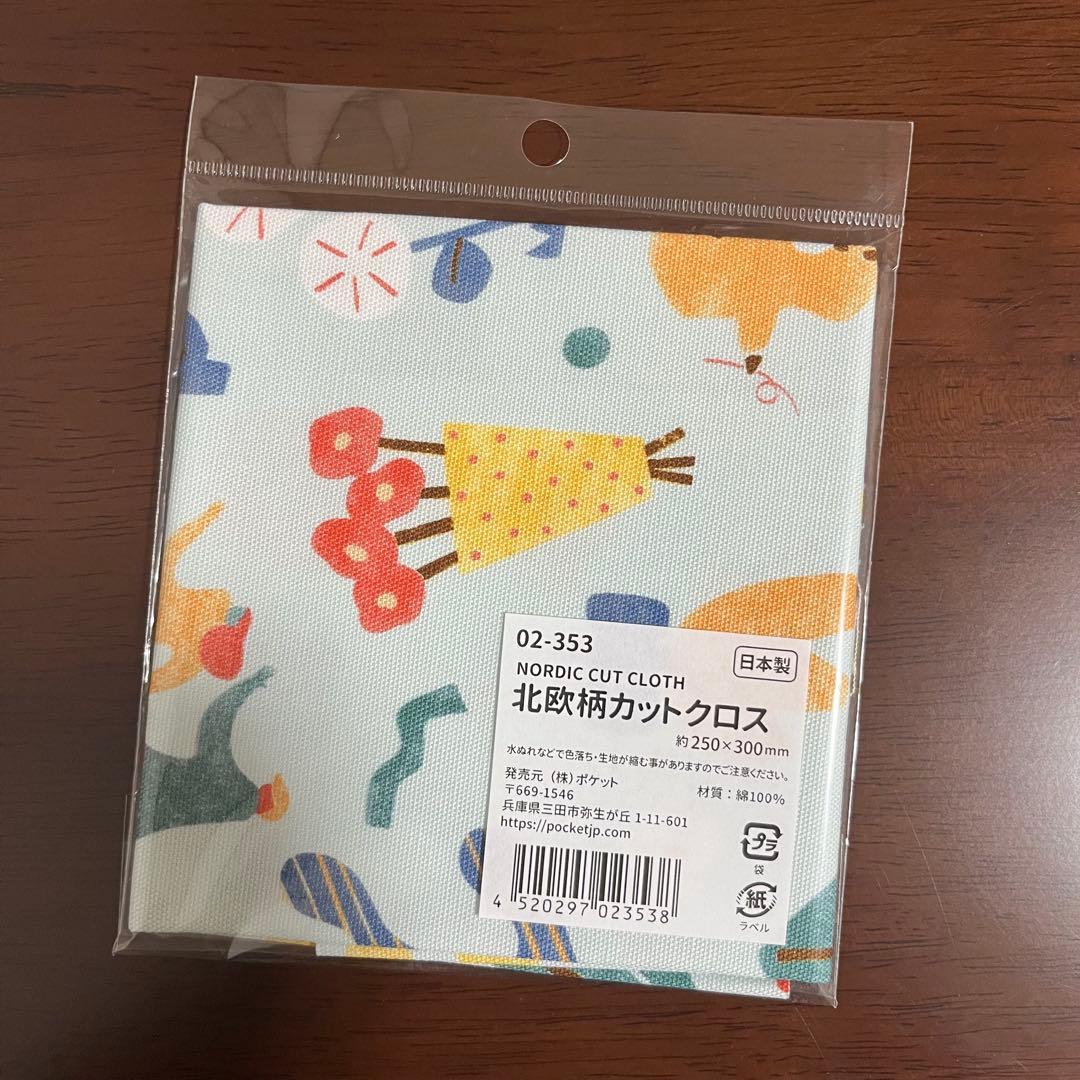 02-353
日本製
NORDIC CUT CLOTH
北欧柄カットクロス
約250×300mm
水ぬれなどで色落ち・生地が縮む事がありますのでご注意ください。
発売元 (株)ポケット
材質:綿100%
〒669-1546
兵庫県三田市弥生が丘 1-11-601
https://pocketjp.com
プラ
袋
紙
ラベル
4 520297 023538